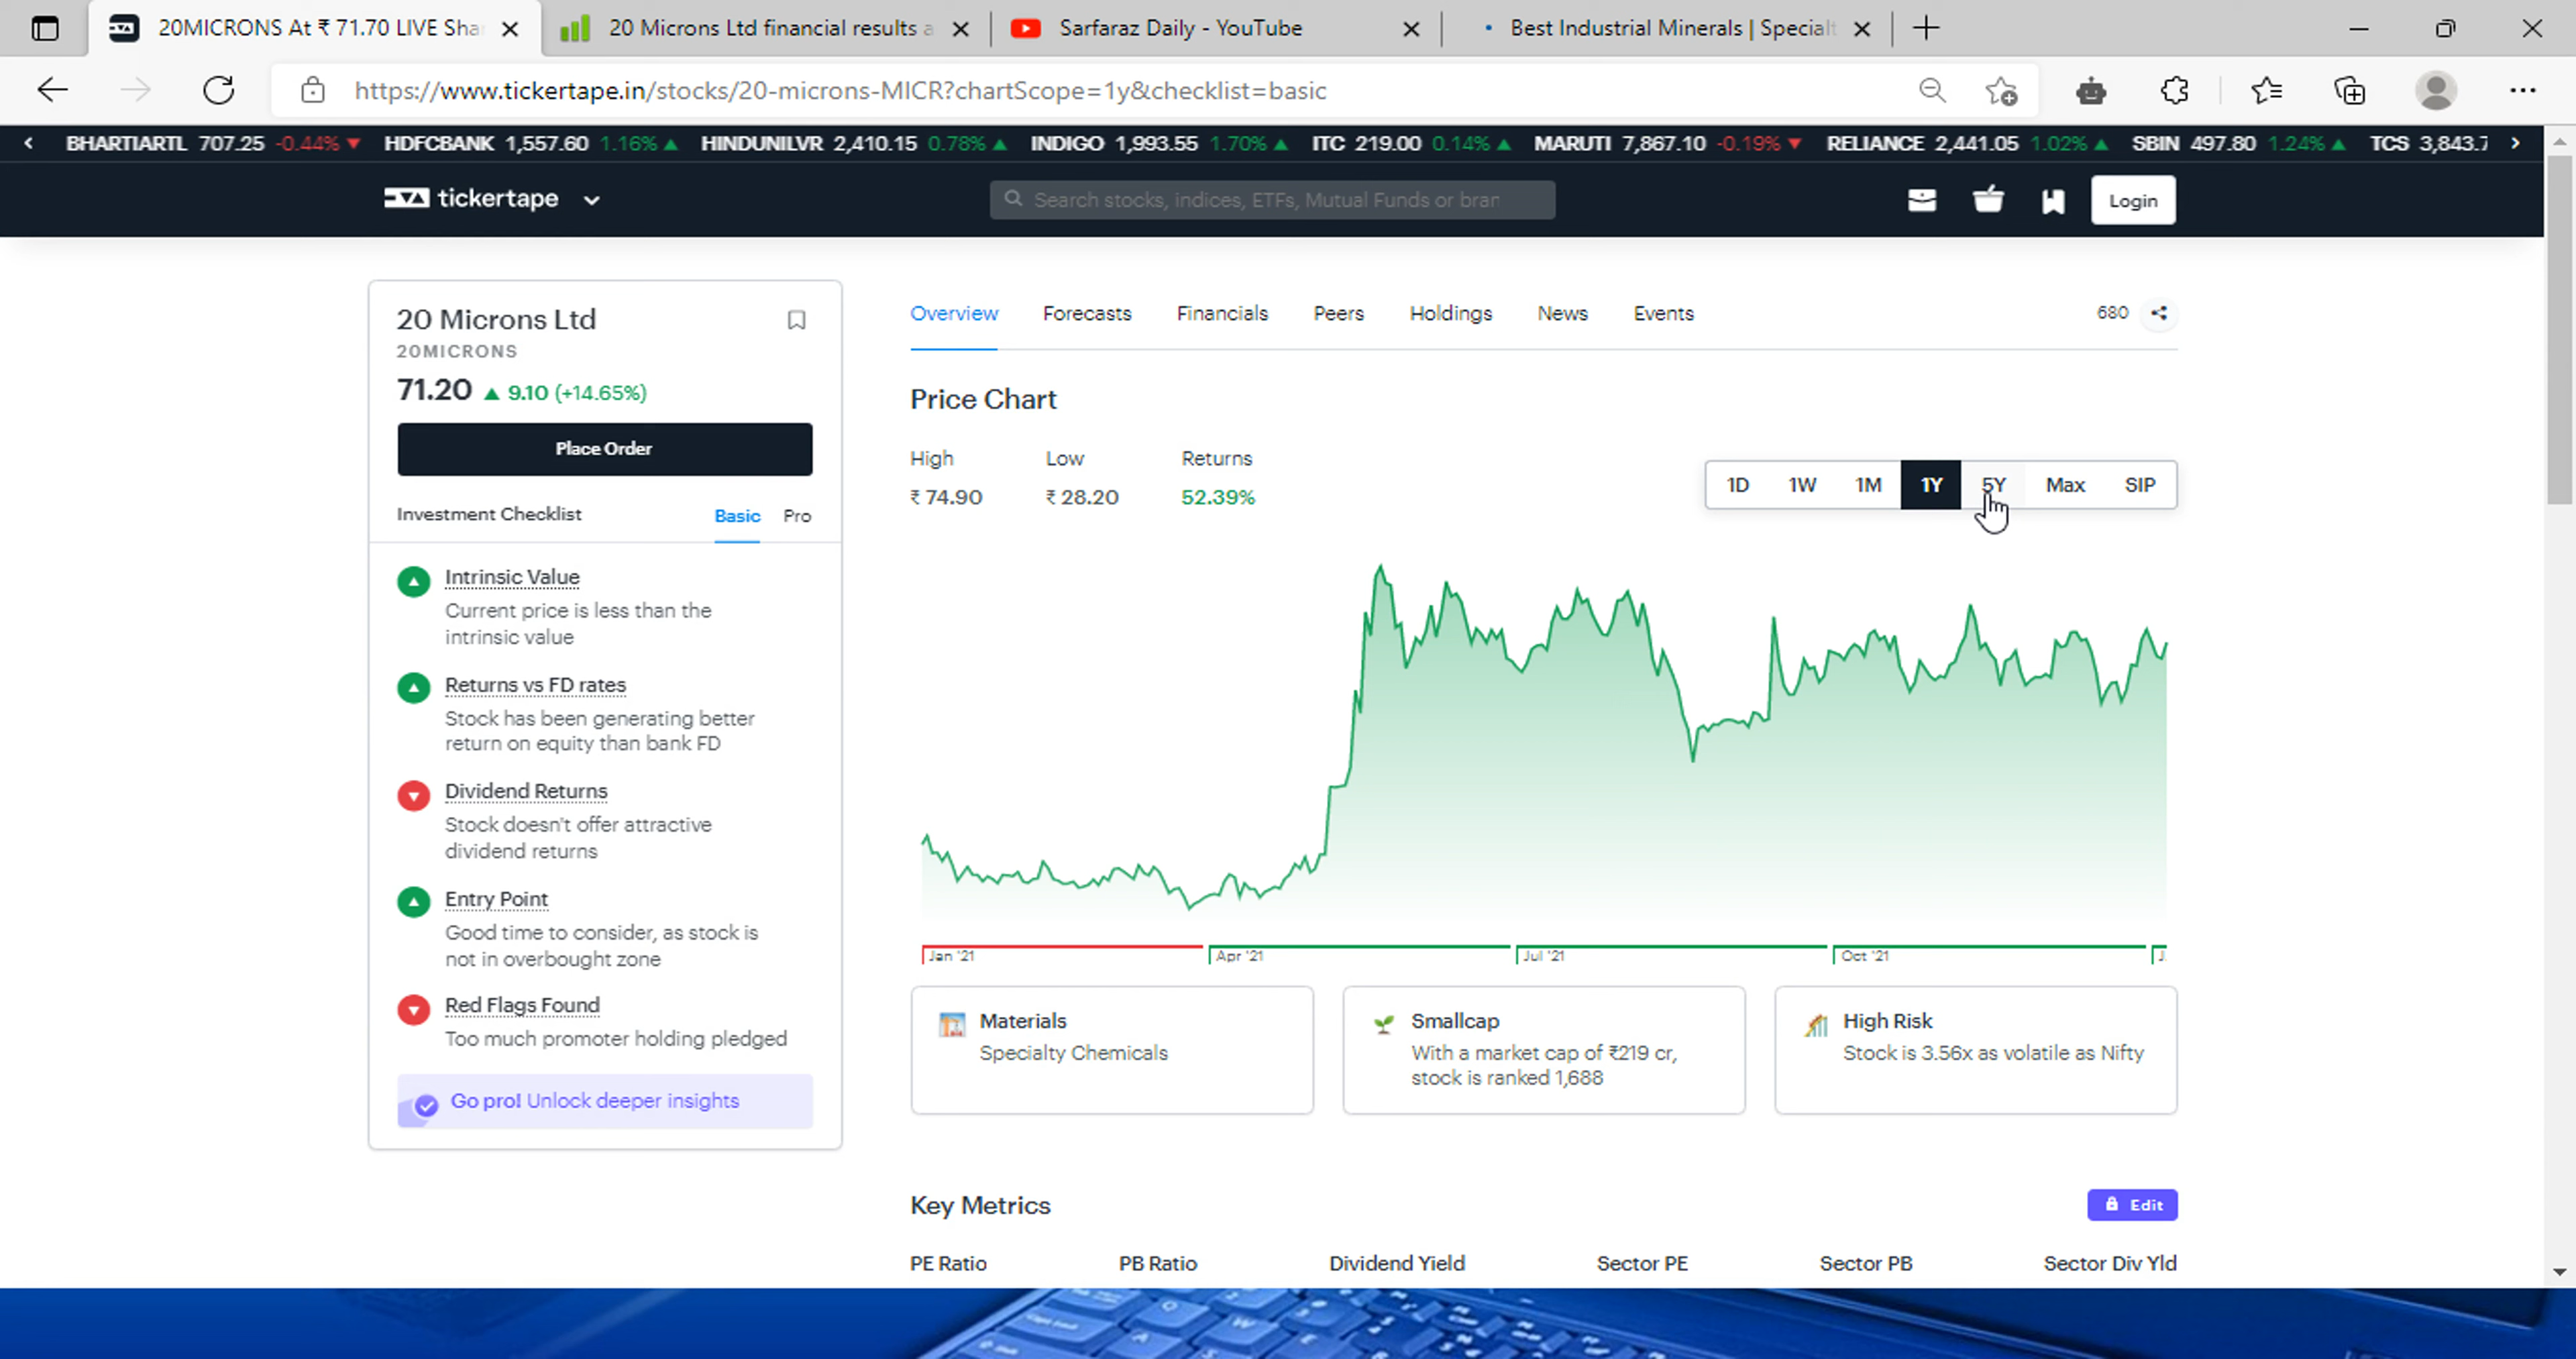 20MICRONS At ₹ 71.70 LIVE Sha
20 Microns Ltd financial results a
Sarfaraz Daily - YouTube
Best Industrial Minerals | Specialt
https://www.tickertape.in/stocks/20-microns-MICR?chartScope=1y&checklist=basic
BHARTIARTL 707.25 -0.44% ▼ HDFCBANK 1,557.60 1.16% ▲ HINDUNILVR 2,410.15 0.78% ▲ INDIGO 1,993.55 1.70% ▲ ITC 219.00 0.14% ▲ MARUTI 7,867.10 -0.19% ▼ RELIANCE 2,441.05 1.02% ▲ SBIN 497.80 1.24% ▲ TCS 3,843.7
tickertape
Search stocks, indices, ETFs, Mutual Funds or bran
Login
20 Microns Ltd
20MICRONS
71.20 ▲ 9.10 (+14.65%)
Place Order
Investment Checklist Basic Pro
Intrinsic Value
Current price is less than the
intrinsic value
Returns vs FD rates
Stock has been generating better
return on equity than bank FD
Dividend Returns
Stock doesn't offer attractive
dividend returns
Entry Point
Good time to consider, as stock is
not in overbought zone
Red Flags Found
Too much promoter holding pledged
Go pro! Unlock deeper insights
Overview Forecasts Financials Peers Holdings News Events 680
Price Chart
High Low Returns
₹ 74.90 ₹ 28.20 52.39%
1D 1W 1M 1Y 5Y Max SIP
Jan '21 Apr '21 Jul '21 Oct '21 J
Materials
Specialty Chemicals
Smallcap
With a market cap of ₹219 cr,
stock is ranked 1,688
High Risk
Stock is 3.56x as volatile as Nifty
Key Metrics Edit
PE Ratio PB Ratio Dividend Yield Sector PE Sector PB Sector Div Yld